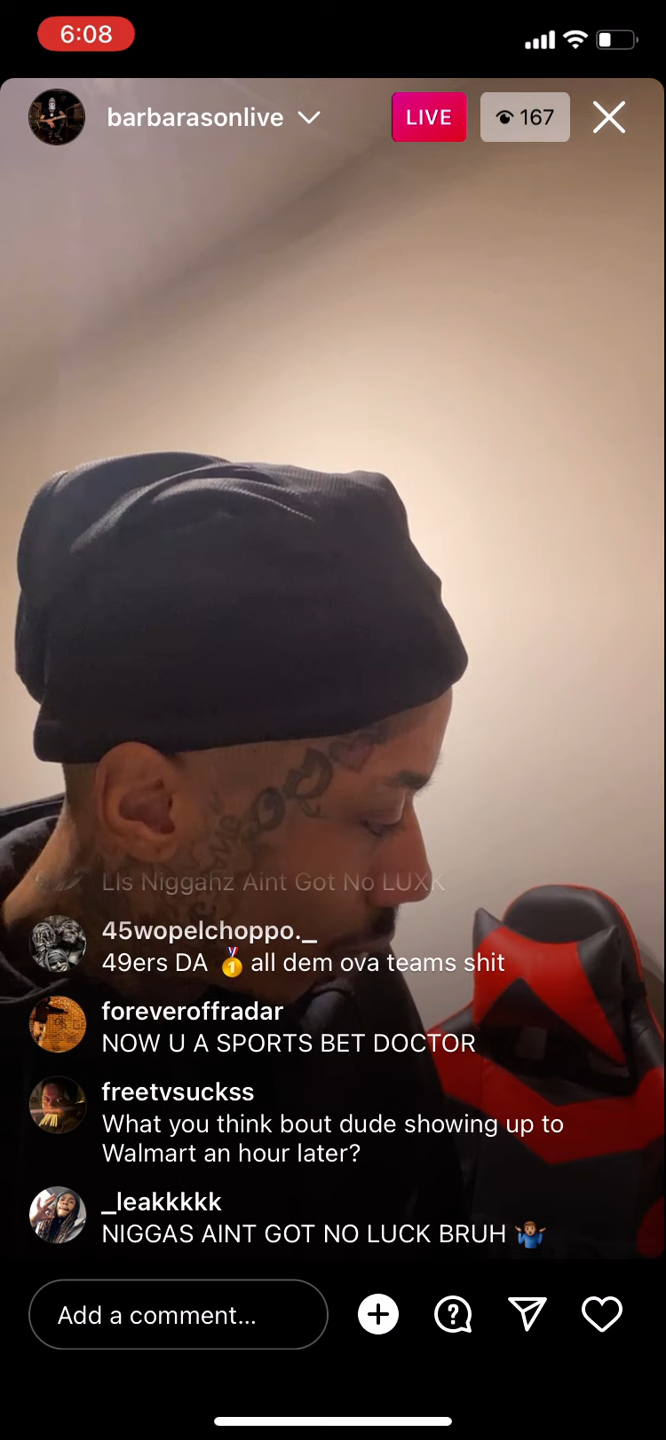 6:08
barbarasonlive
LIVE
167
Lls Niggahz Aint Got No LUXK
45wopelchoppo._
49ers DA 🥇 all dem ova teams shit
foreveroffradar
NOW U A SPORTS BET DOCTOR
freetvsuckss
What you think bout dude showing up to
Walmart an hour later?
_leakkkkk
NIGGAS AINT GOT NO LUCK BRUH 🤷🏽‍♂️
Add a comment...